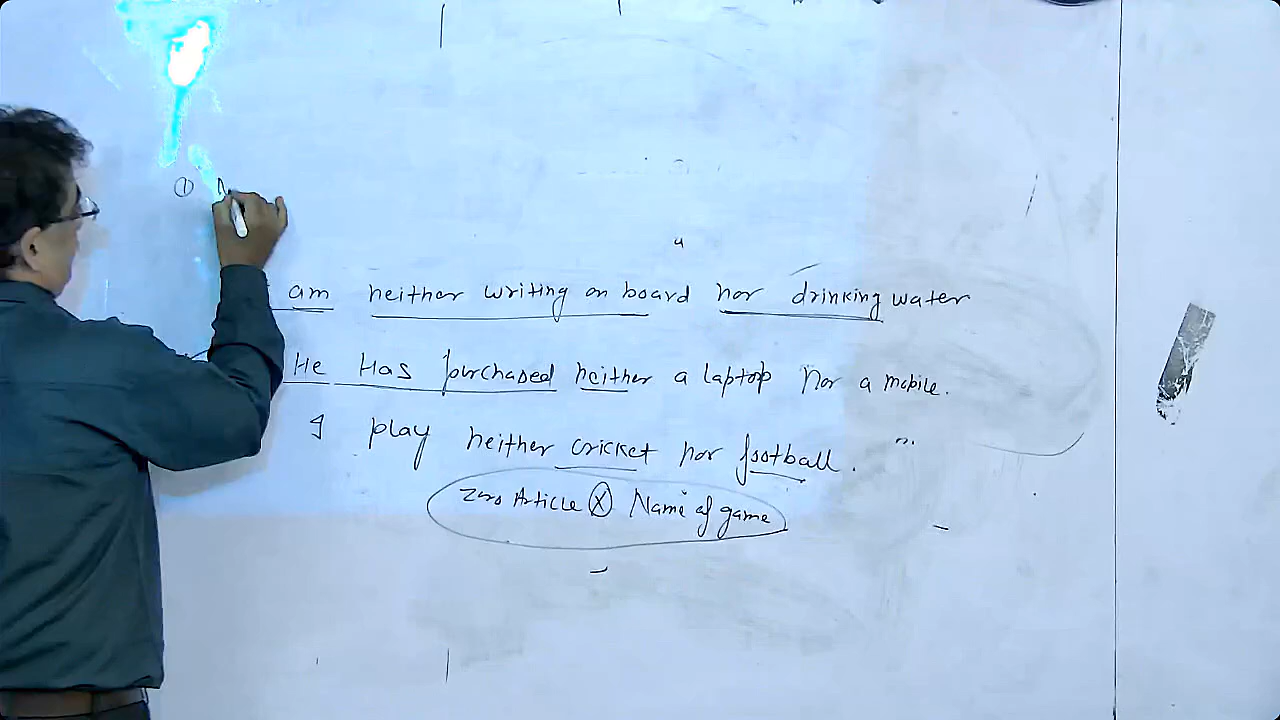 ①
am neither writing on board nor drinking water
He Has purchased neither a laptop Nor a mobile.
I play neither cricket nor football.
Zero Article Ⓧ Name of game